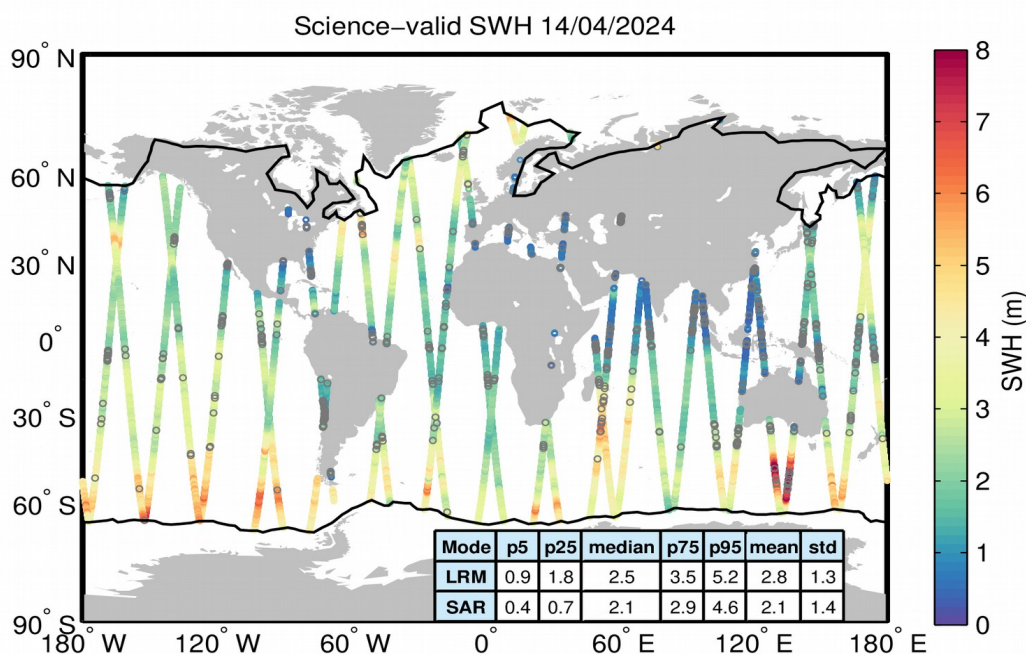 Science−valid SWH 14/04/2024
90° N
60° N
30° N
0°
30° S
60° S
90° S
180° W
120° W
60° W
0°
60° E
120° E
180° E
Mode p5 p25 median p75 p95 mean std
LRM 0.9 1.8 2.5 3.5 5.2 2.8 1.3
SAR 0.4 0.7 2.1 2.9 4.6 2.1 1.4
8
7
6
5
4
3
2
1
0
SWH (m)